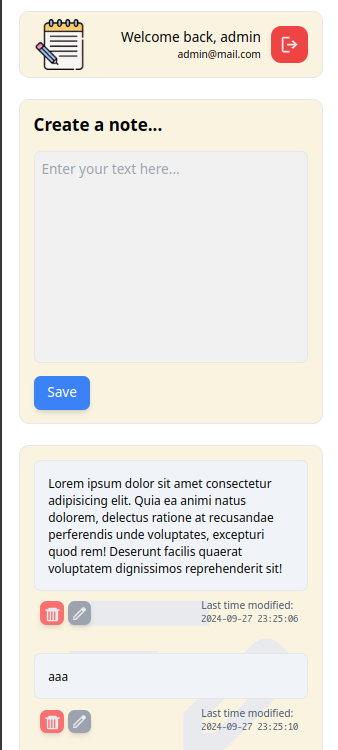 Welcome back, admin
admin@mail.com
Create a note...
Enter your text here...
Save
Lorem ipsum dolor sit amet consectetur
adipisicing elit. Quia ea animi natus
dolorem, delectus ratione at recusandae
perferendis unde voluptates, excepturi
quod rem! Deserunt facilis quaerat
voluptatem dignissimos reprehenderit sit!
Last time modified:
2024-09-27 23:25:06
aaa
Last time modified:
2024-09-27 23:25:10